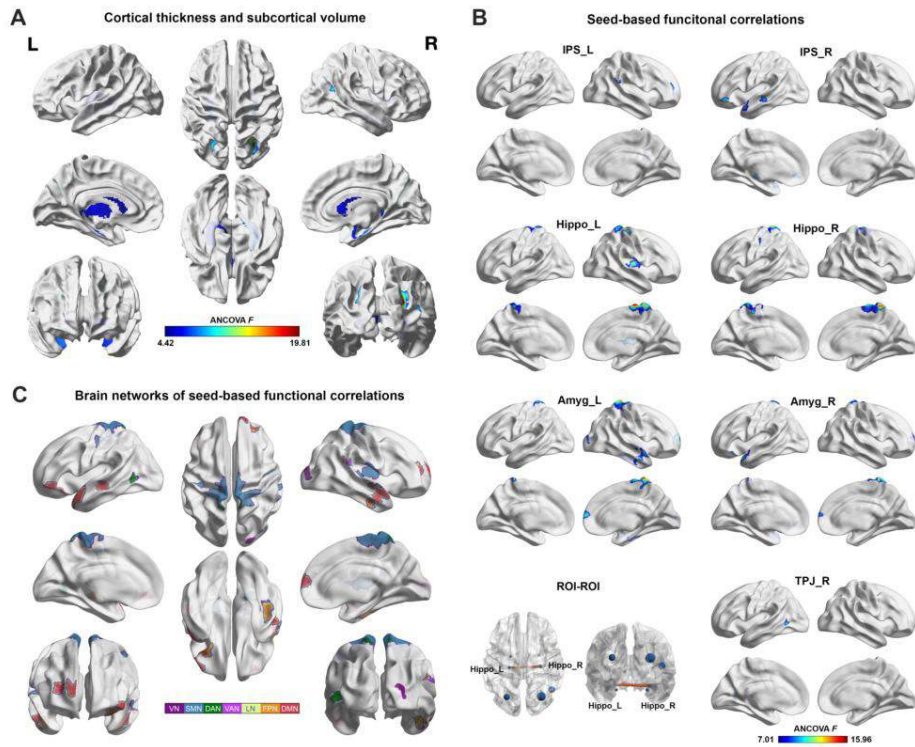 A
Cortical thickness and subcortical volume
L
R
ANCOVA F
4.42
19.81
B
Seed-based funcitonal correlations
IPS_L
IPS_R
Hippo_L
Hippo_R
Amyg_L
Amyg_R
ROI-ROI
TPJ_R
Hippo_L
Hippo_R
Hippo_L
Hippo_R
ANCOVA F
7.01
15.96
C
Brain networks of seed-based functional correlations
VN SMN DAN VAN LN FPN DMN